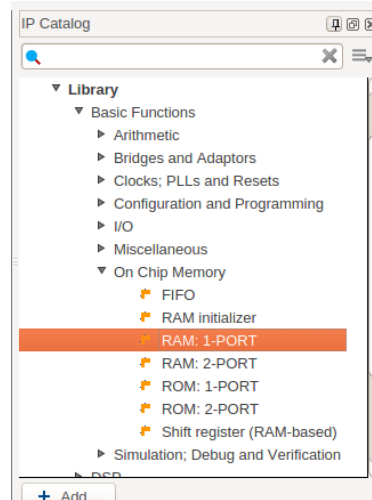 IP Catalog
Library
Basic Functions
Arithmetic
Bridges and Adaptors
Clocks; PLLs and Resets
Configuration and Programming
I/O
Miscellaneous
On Chip Memory
FIFO
RAM initializer
RAM: 1-PORT
RAM: 2-PORT
ROM: 1-PORT
ROM: 2-PORT
Shift register (RAM-based)
Simulation; Debug and Verification
DSP
+ Add...